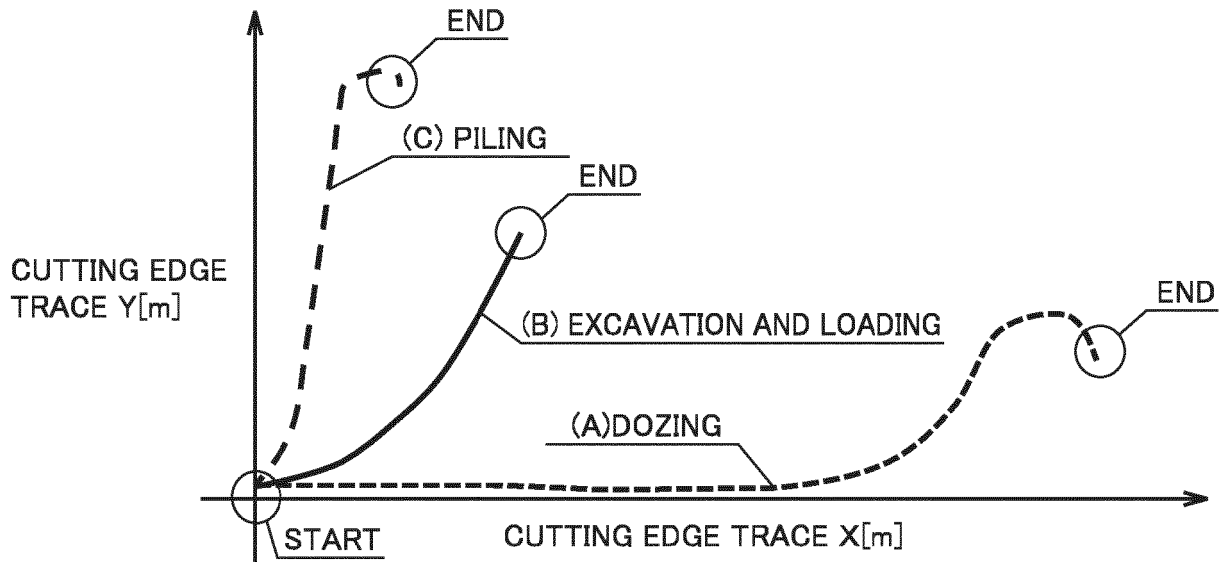 END
(C) PILING
END
CUTTING EDGE
TRACE Y[m]
END
(B) EXCAVATION AND LOADING
(A)DOZING
START
CUTTING EDGE TRACE X[m]